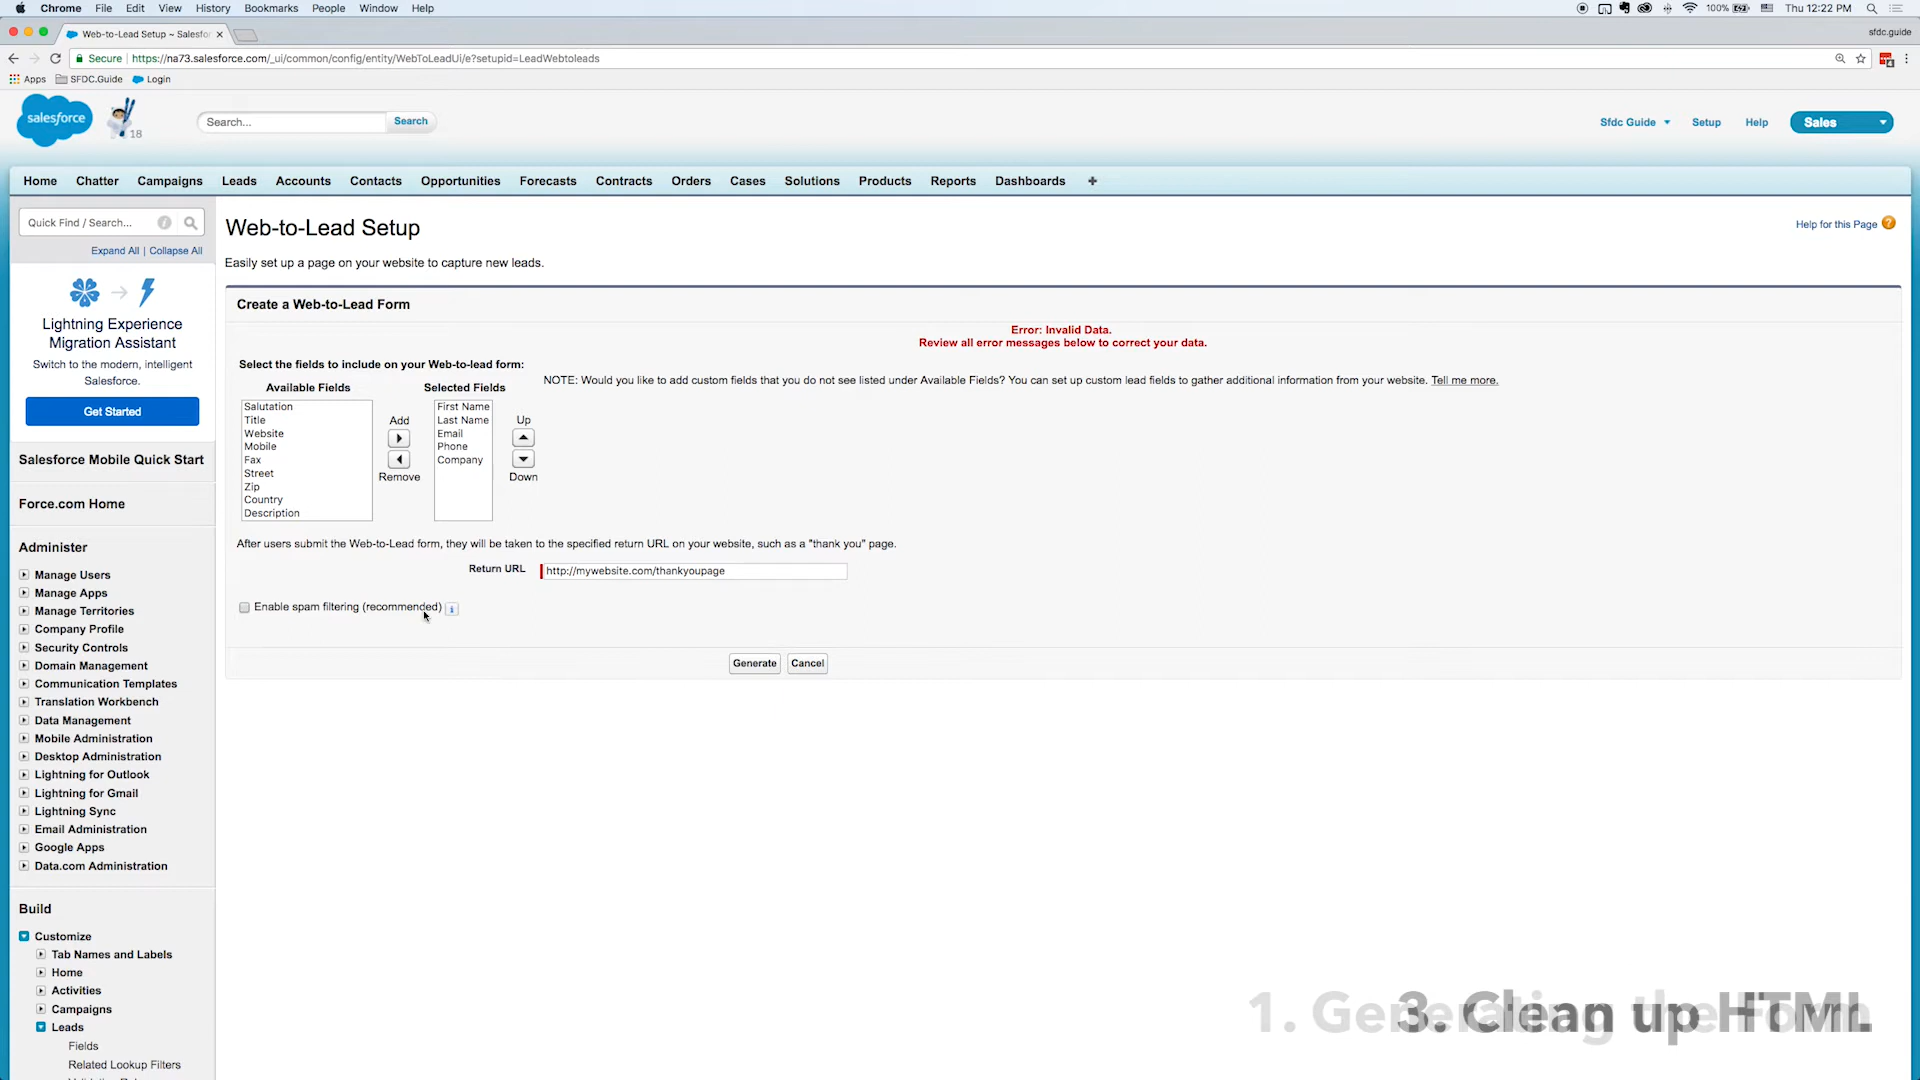 Chrome File Edit View History Bookmarks People Window Help
100% Thu 12:22 PM
Web-to-Lead Setup ~ Salesfor
sfdc.guide
Secure https://na73.salesforce.com/_ui/common/config/entity/WebToLeadUi/e?setupid=LeadWebtoleads
Apps SFDC.Guide Login
salesforce
18
Search...
Search
Sfdc Guide Setup Help Sales
Home Chatter Campaigns Leads Accounts Contacts Opportunities Forecasts Contracts Orders Cases Solutions Products Reports Dashboards +
Quick Find / Search...
Expand All | Collapse All
Lightning Experience
Migration Assistant
Switch to the modern, intelligent
Salesforce.
Get Started
Salesforce Mobile Quick Start
Force.com Home
Administer
Manage Users
Manage Apps
Manage Territories
Company Profile
Security Controls
Domain Management
Communication Templates
Translation Workbench
Data Management
Mobile Administration
Desktop Administration
Lightning for Outlook
Lightning for Gmail
Lightning Sync
Email Administration
Google Apps
Data.com Administration
Build
Customize
Tab Names and Labels
Home
Activities
Campaigns
Leads
Fields
Related Lookup Filters
Web-to-Lead Setup
Help for this Page ?
Easily set up a page on your website to capture new leads.
Create a Web-to-Lead Form
Error: Invalid Data.
Review all error messages below to correct your data.
Select the fields to include on your Web-to-lead form:
Available Fields
Salutation
Title
Website
Mobile
Fax
Street
Zip
Country
Description
Add
Remove
Selected Fields
First Name
Last Name
Email
Phone
Company
Up
Down
NOTE: Would you like to add custom fields that you do not see listed under Available Fields? You can set up custom lead fields to gather additional information from your website. Tell me more.
After users submit the Web-to-Lead form, they will be taken to the specified return URL on your website, such as a "thank you" page.
Return URL http://mywebsite.com/thankyoupage
Enable spam filtering (recommended) i
Generate Cancel
3. Clean up HTML